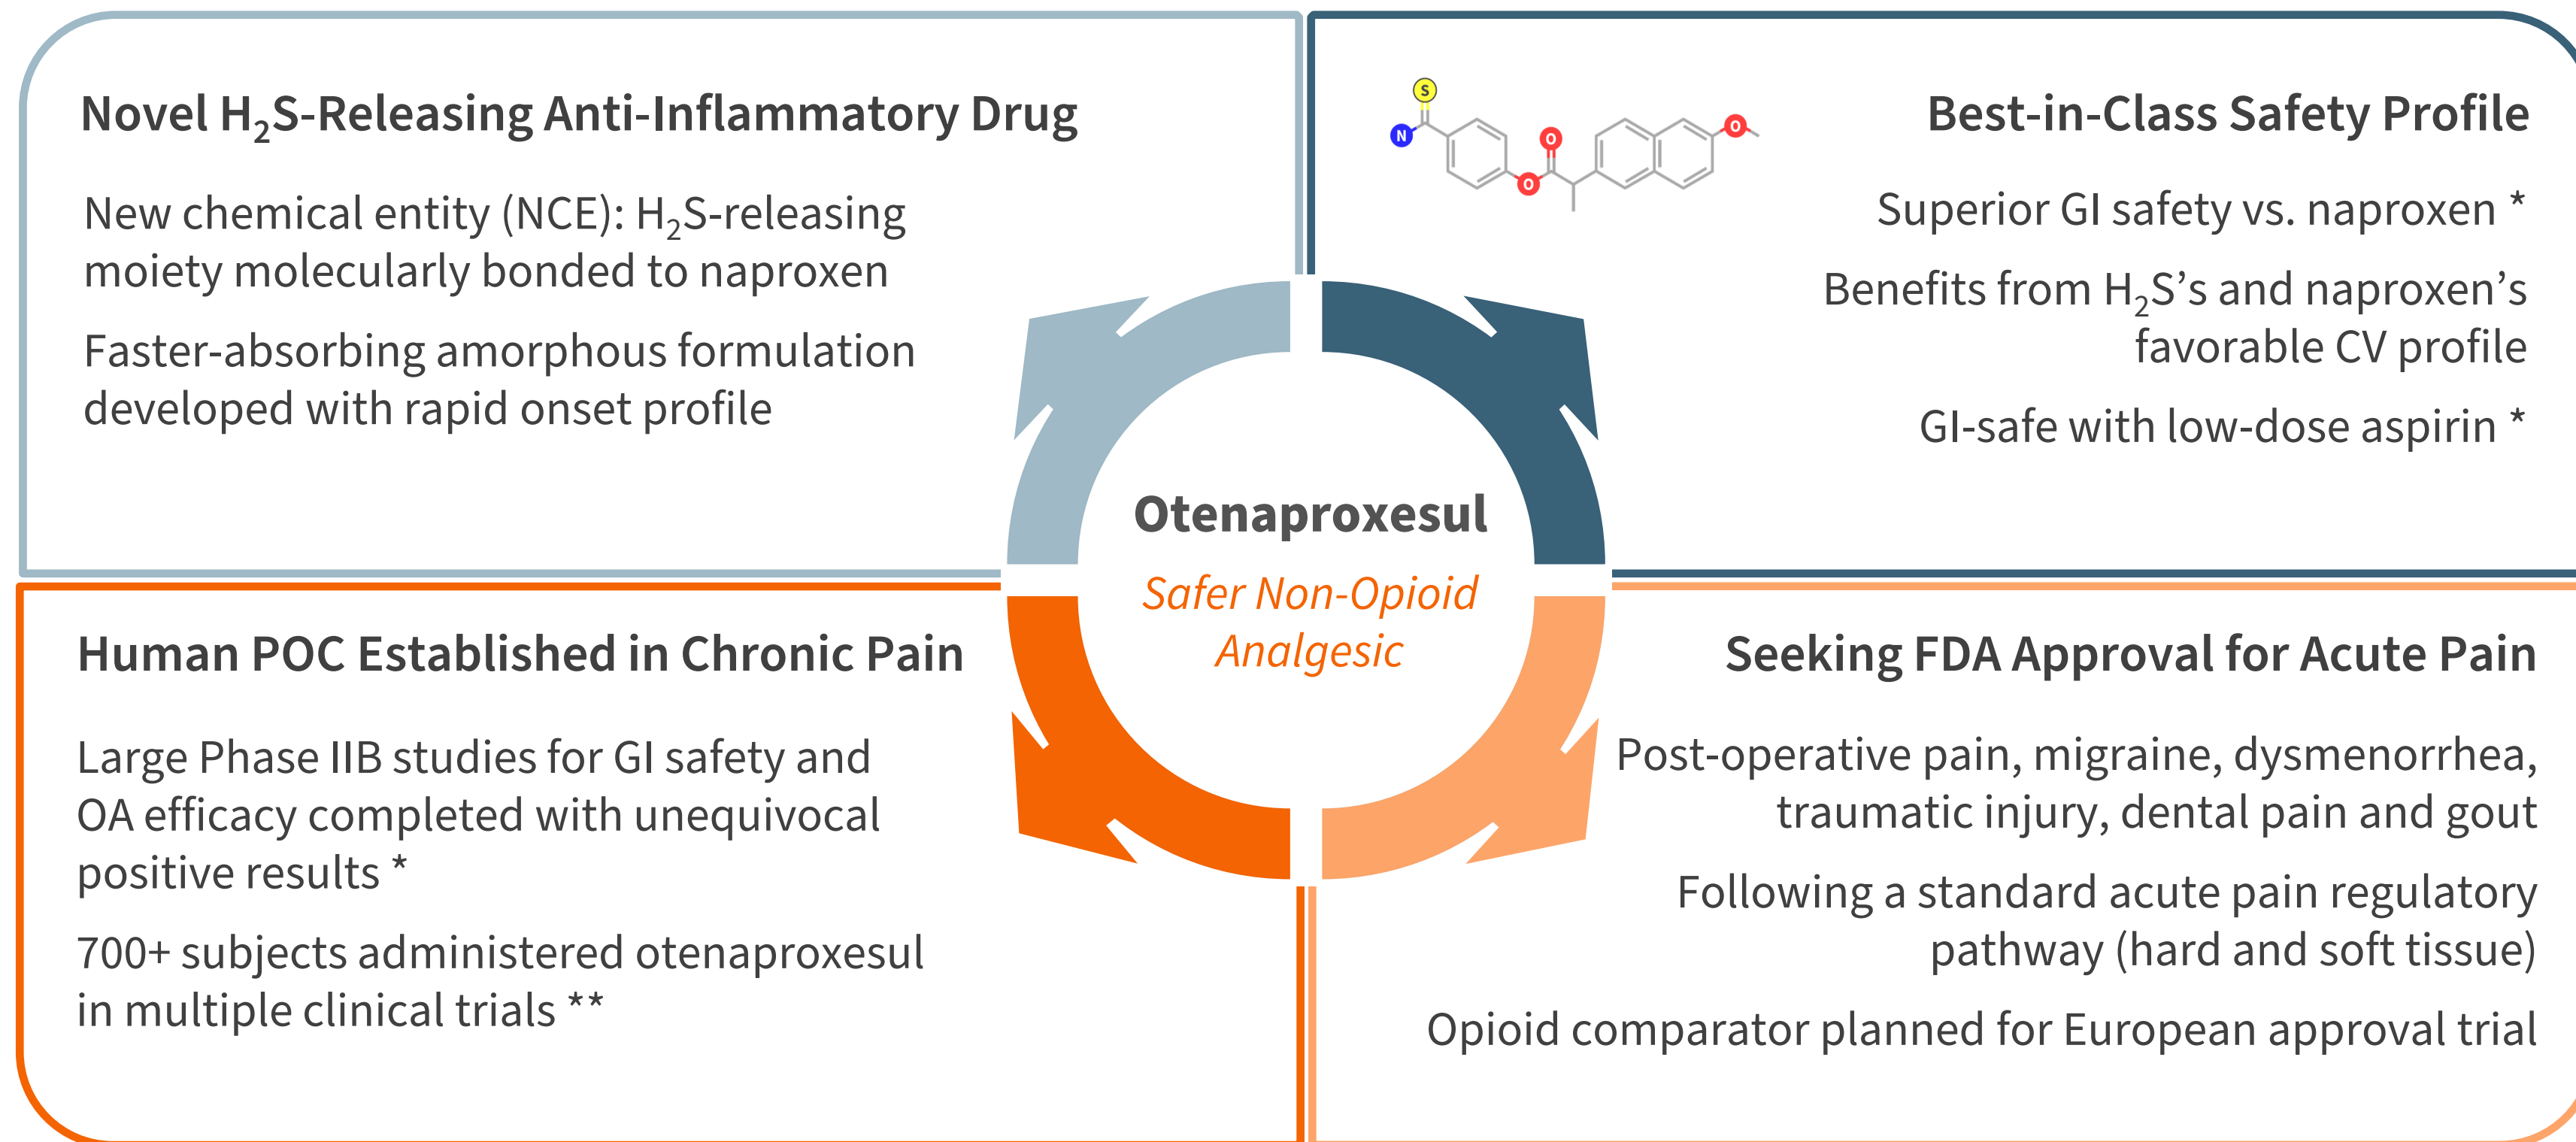 Novel H₂S-Releasing Anti-Inflammatory Drug
New chemical entity (NCE): H₂S-releasing
moiety molecularly bonded to naproxen
Faster-absorbing amorphous formulation
developed with rapid onset profile
S
N
O
O
O
Best-in-Class Safety Profile
Superior GI safety vs. naproxen *
Benefits from H₂S’s and naproxen’s
favorable CV profile
GI-safe with low-dose aspirin *
Otenaproxesul
Safer Non-Opioid
Analgesic
Human POC Established in Chronic Pain
Large Phase IIB studies for GI safety and
OA efficacy completed with unequivocal
positive results *
700+ subjects administered otenaproxesul
in multiple clinical trials **
Seeking FDA Approval for Acute Pain
Post-operative pain, migraine, dysmenorrhea,
traumatic injury, dental pain and gout
Following a standard acute pain regulatory
pathway (hard and soft tissue)
Opioid comparator planned for European approval trial